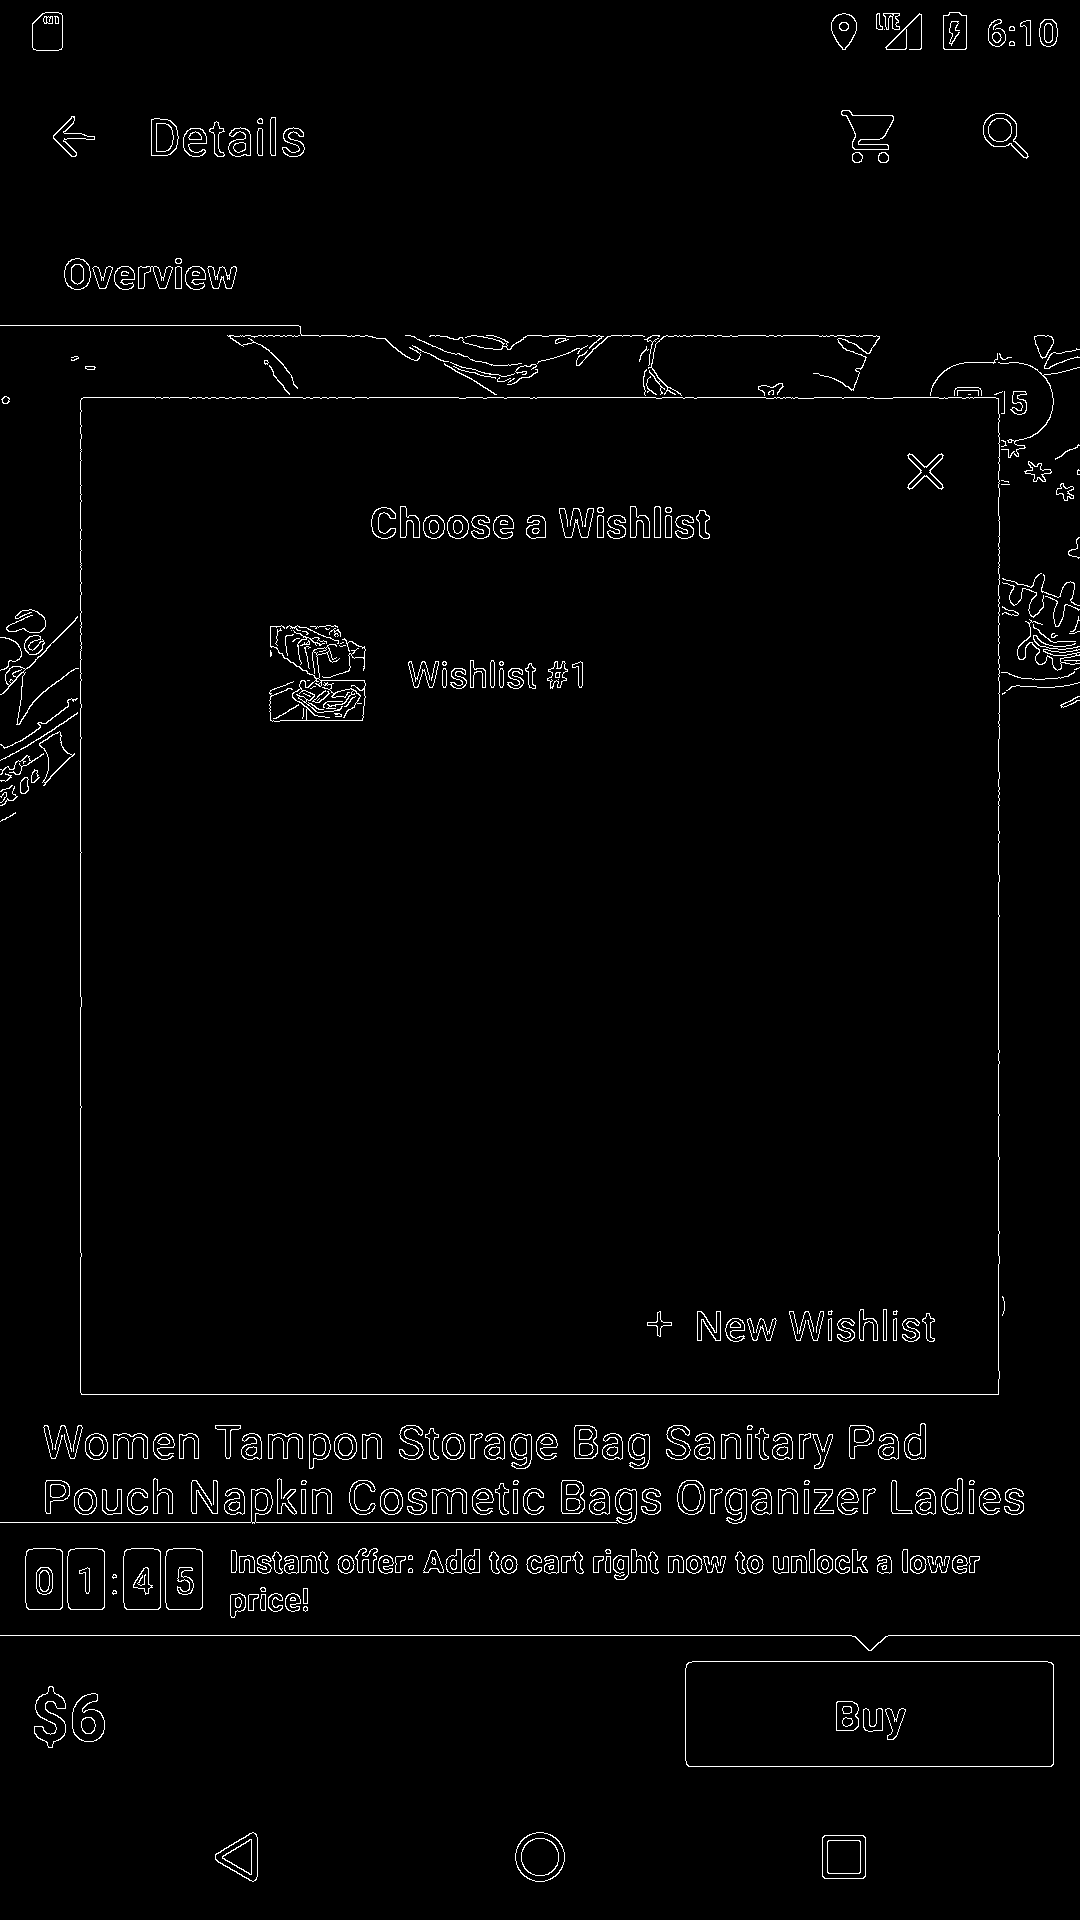 LTE 6:10
Details
Overview
15
Choose a Wishlist
Wishlist #1
+ New Wishlist
Women Tampon Storage Bag Sanitary Pad
Pouch Napkin Cosmetic Bags Organizer Ladies
01:45
Instant offer: Add to cart right now to unlock a lower
price!
$6
Buy